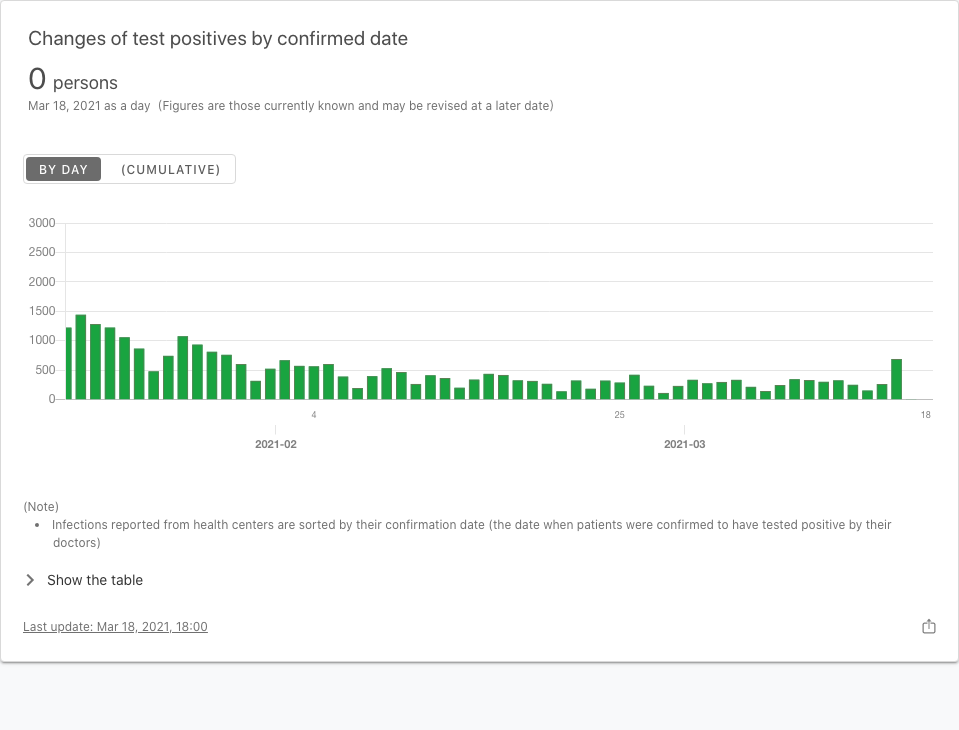 Changes of test positives by confirmed date
0 persons
Mar 18, 2021 as a day (Figures are those currently known and may be revised at a later date)
BY DAY (CUMULATIVE)
3000
2500
2000
1500
1000
500
0
4 25 18
2021-02 2021-03
(Note)
• Infections reported from health centers are sorted by their confirmation date (the date when patients were confirmed to have tested positive by their
doctors)
Show the table
Last update: Mar 18, 2021, 18:00